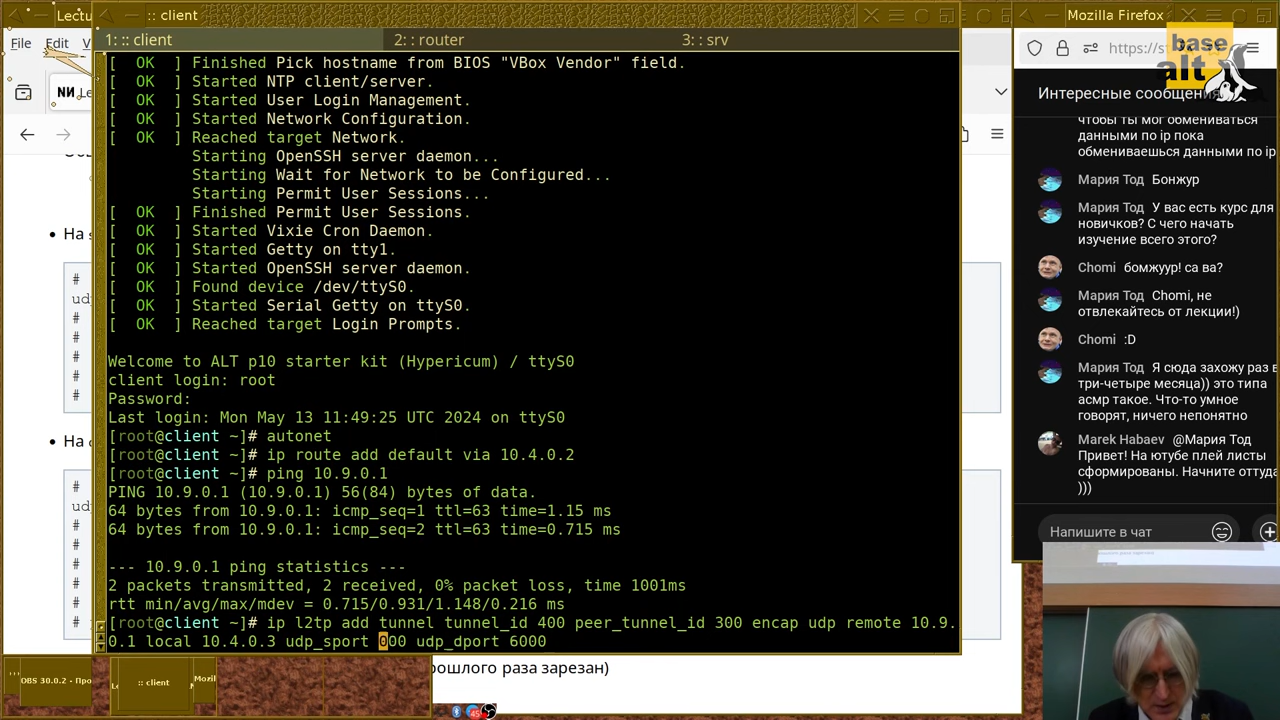 Lectu
:: client
Mozilla Firefox
File Edit V
1: :: client
2: :: router
3: :: srv
https://s
base
alt
Интересные сообщения
[  OK  ] Finished Pick hostname from BIOS "VBox Vendor" field.
[  OK  ] Started NTP client/server.
[  OK  ] Started User Login Management.
[  OK  ] Started Network Configuration.
[  OK  ] Reached target Network.
Starting OpenSSH server daemon...
Starting Wait for Network to be Configured...
Starting Permit User Sessions...
[  OK  ] Finished Permit User Sessions.
[  OK  ] Started Vixie Cron Daemon.
[  OK  ] Started Getty on tty1.
[  OK  ] Started OpenSSH server daemon.
[  OK  ] Found device /dev/ttyS0.
[  OK  ] Started Serial Getty on ttyS0.
[  OK  ] Reached target Login Prompts.
Welcome to ALT p10 starter kit (Hypericum) / ttyS0
client login: root
Password:
Last login: Mon May 13 11:49:25 UTC 2024 on ttyS0
[root@client ~]# autonet
[root@client ~]# ip route add default via 10.4.0.2
[root@client ~]# ping 10.9.0.1
PING 10.9.0.1 (10.9.0.1) 56(84) bytes of data.
64 bytes from 10.9.0.1: icmp_seq=1 ttl=63 time=1.15 ms
64 bytes from 10.9.0.1: icmp_seq=2 ttl=63 time=0.715 ms
--- 10.9.0.1 ping statistics ---
2 packets transmitted, 2 received, 0% packet loss, time 1001ms
rtt min/avg/max/mdev = 0.715/0.931/1.148/0.216 ms
[root@client ~]# ip l2tp add tunnel tunnel_id 400 peer_tunnel_id 300 encap udp remote 10.9.
0.1 local 10.4.0.3 udp_sport 000 udp_dport 6000
На
#
ud
#
#
#
#
#
На
#
ud
#
#
#
#
#
рошлого раза зарезан)
чтобы ты мог обмениваться
данными по ip пока
обмениваешься данными по ip
Мария Тод Бонжур
Мария Тод У вас есть курс для
новичков? С чего начать
изучение всего этого?
Chomi бомжуур! са ва?
Мария Тод Chomi, не
отвлекайтесь от лекции!)
Chomi :D
Мария Тод Я сюда захожу раз в
три-четыре месяца)) это типа
асмр такое. Что-то умное
говорят, ничего непонятно
Marek Habaev @Мария Тод
Привет! На ютубе плей листы
сформированы. Начните оттуда
)))
Напишите в чат
DBS 30.0.2 - Про
:: client
Mozil